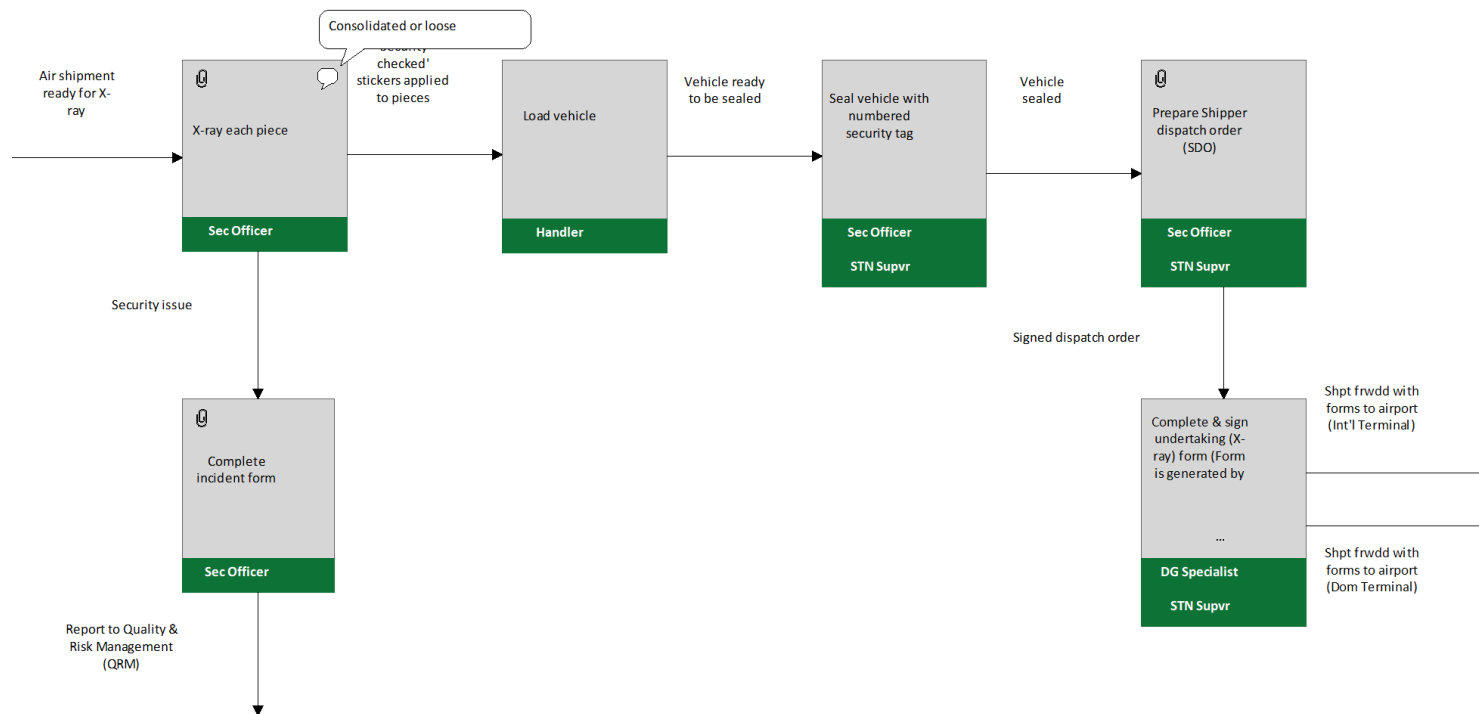 Consolidated or loose
Air shipment
ready for X-
ray
X-ray each piece
Sec Officer
checked'
stickers applied
to pieces
Load vehicle
Handler
Vehicle ready
to be sealed
Seal vehicle with
numbered
security tag
Sec Officer
STN Supvr
Vehicle
sealed
Prepare Shipper
dispatch order
(SDO)
Sec Officer
STN Supvr
Security issue
Signed dispatch order
Complete
incident form
Sec Officer
Complete & sign
undertaking (X-
ray) form (Form
is generated by
...
DG Specialist
STN Supvr
Shpt frwdd with
forms to airport
(Int'l Terminal)
Shpt frwdd with
forms to airport
(Dom Terminal)
Report to Quality &
Risk Management
(QRM)